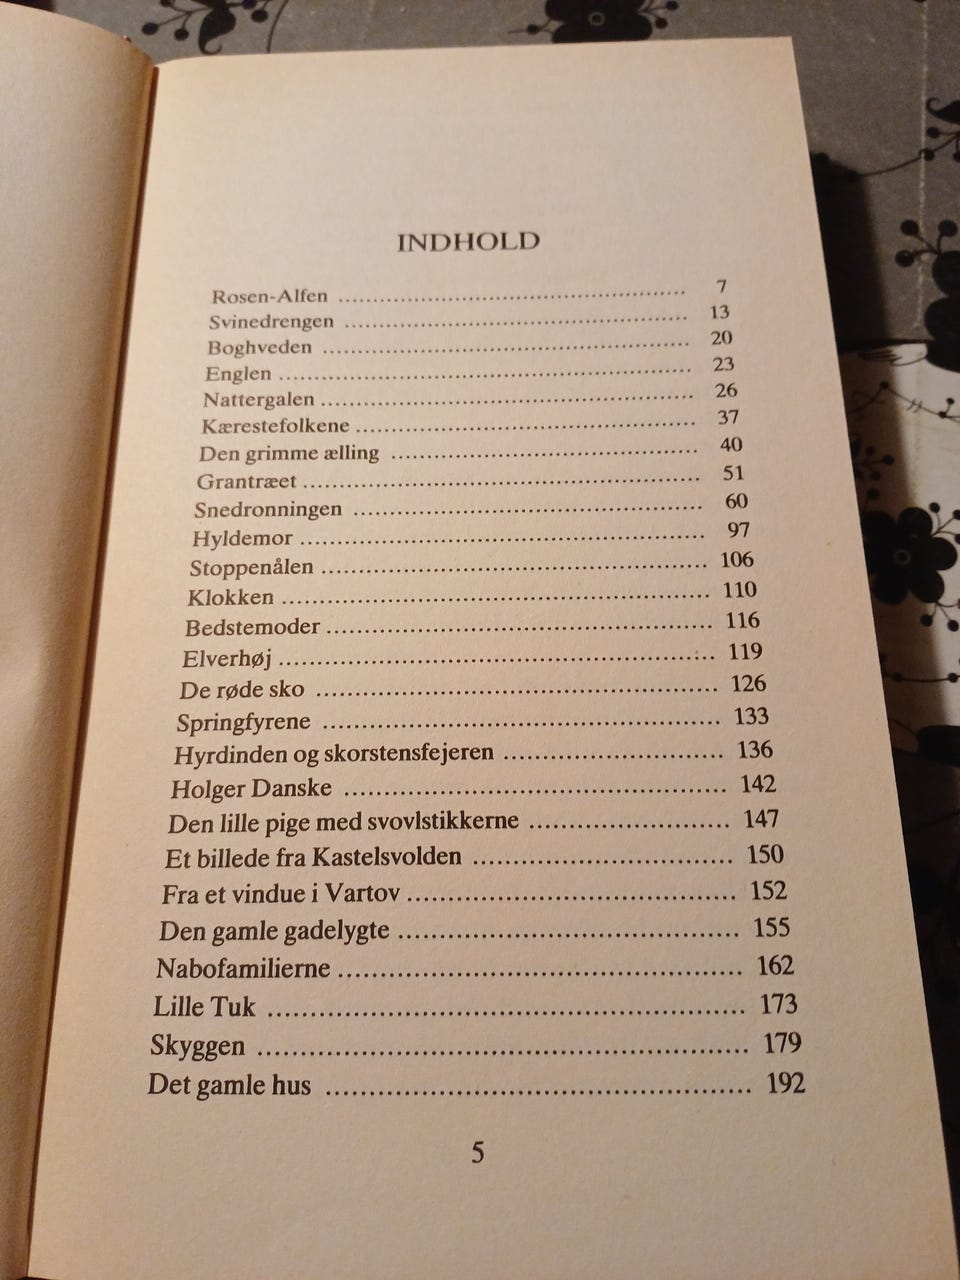 INDHOLD
Rosen-Alfen ........................................................ 7
Svinedrengen ........................................................ 13
Boghveden ........................................................ 20
Englen ........................................................ 23
Nattergalen ........................................................ 26
Kærestefolkene ........................................................ 37
Den grimme ælling ........................................................ 40
Grantræet ........................................................ 51
Snedronningen ........................................................ 60
Hyldemor ........................................................ 97
Stoppenålen ........................................................ 106
Klokken ........................................................ 110
Bedstemoder ........................................................ 116
Elverhøj ........................................................ 119
De røde sko ........................................................ 126
Springfyrene ........................................................ 133
Hyrdinden og skorstensfejeren ................................ 136
Holger Danske ........................................................ 142
Den lille pige med svovlstikkerne ............................. 147
Et billede fra Kastelsvolden ..................................... 150
Fra et vindue i Vartov ............................................. 152
Den gamle gadelygte ............................................... 155
Nabofamilierne ........................................................ 162
Lille Tuk ........................................................ 173
Skyggen ........................................................ 179
Det gamle hus ........................................................ 192
5